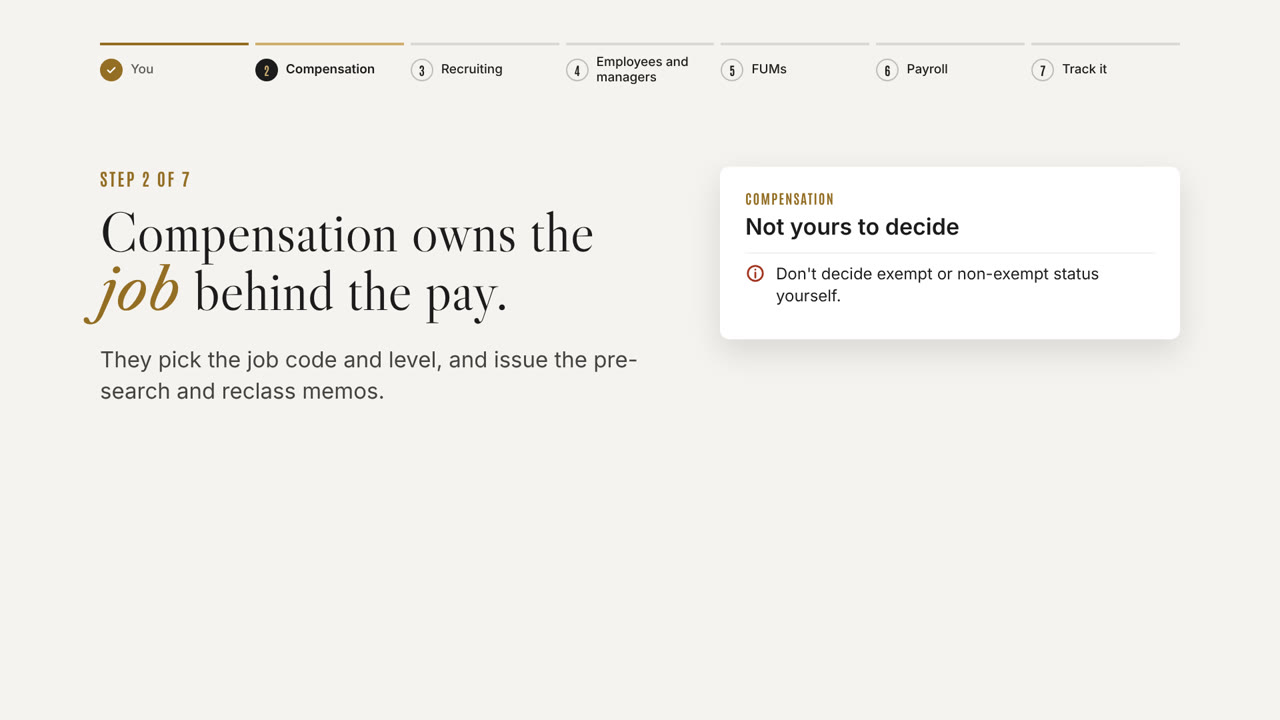 You
2 Compensation
3 Recruiting
4 Employees and
managers
5 FUMs
6 Payroll
7 Track it
STEP 2 OF 7
Compensation owns the
job behind the pay.
They pick the job code and level, and issue the pre-
search and reclass memos.
COMPENSATION
Not yours to decide
Don't decide exempt or non-exempt status
yourself.